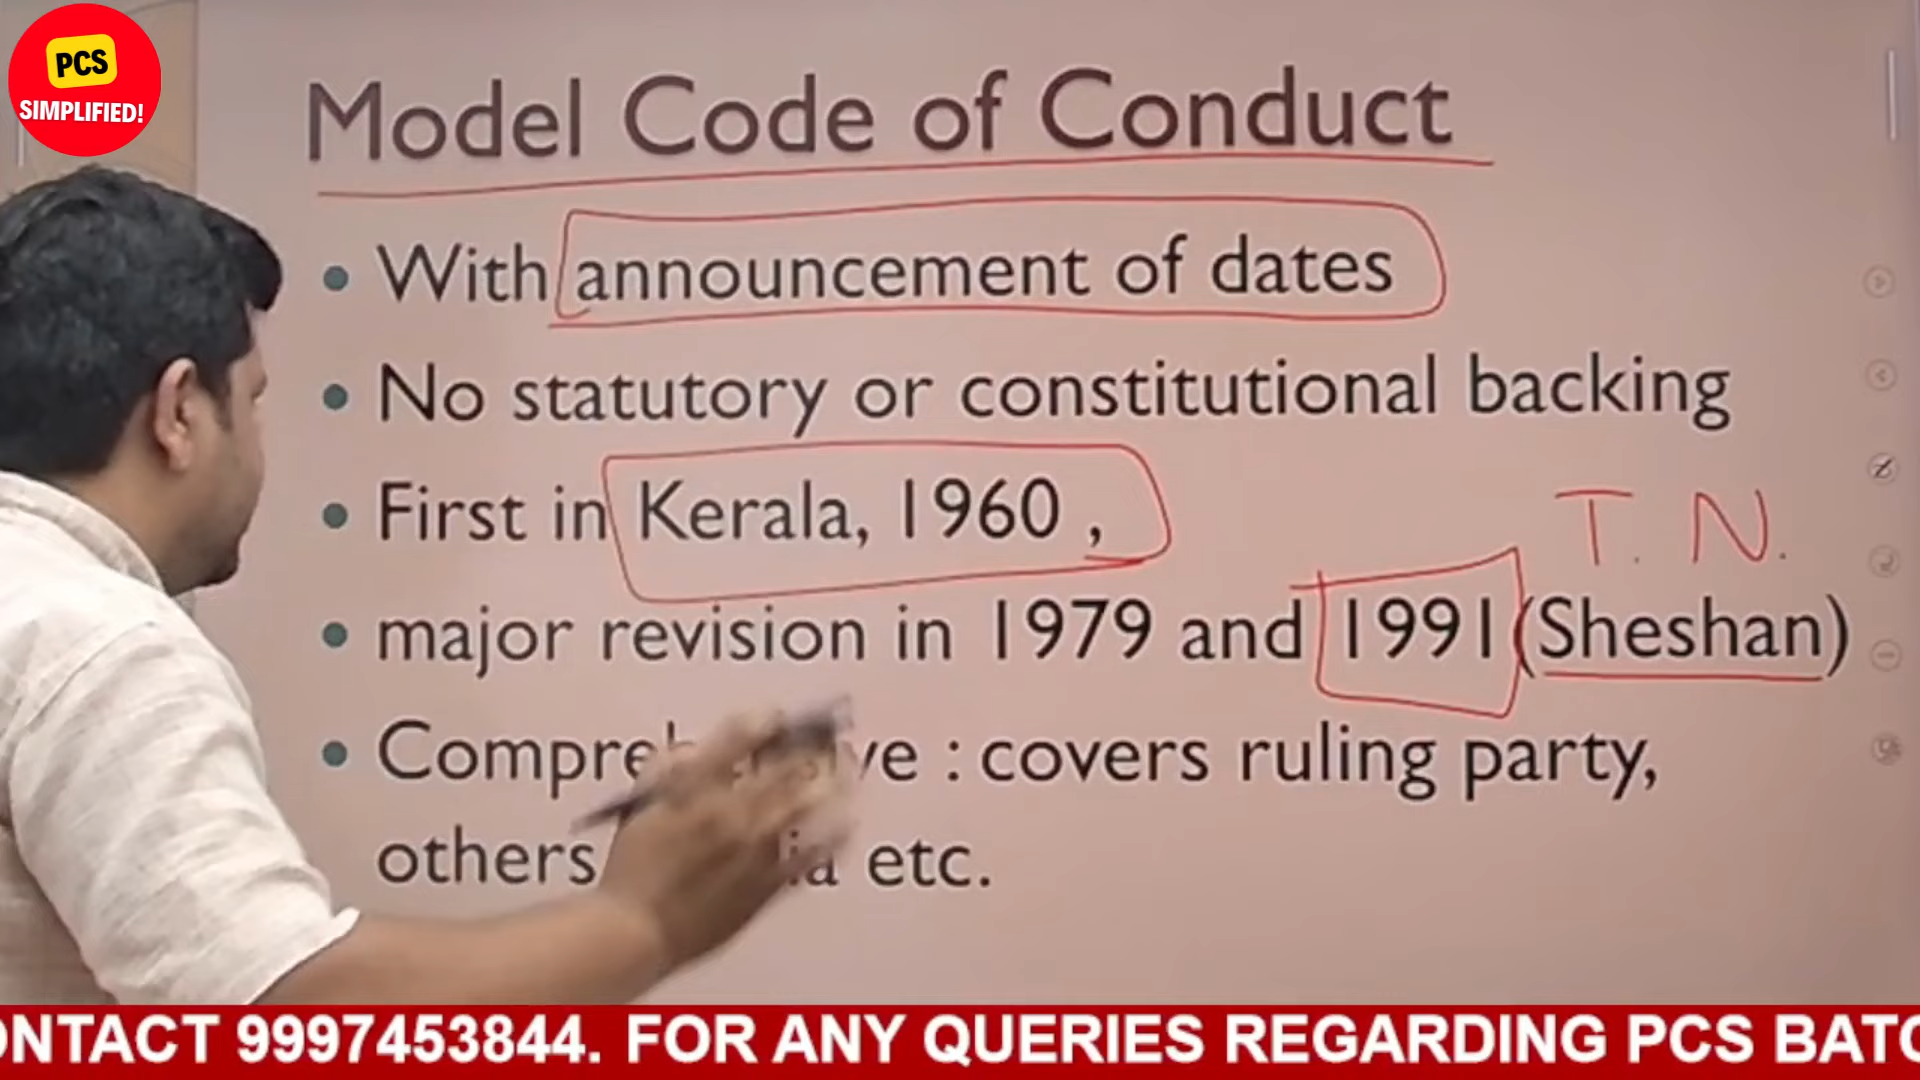 PCS
SIMPLIFIED!
Model Code of Conduct
• With announcement of dates
• No statutory or constitutional backing
• First in Kerala, 1960 ,
T. N.
• major revision in 1979 and 1991 (Sheshan)
• : covers ruling party,
others etc.
ONTACT 9997453844. FOR ANY QUERIES REGARDING PCS BATC